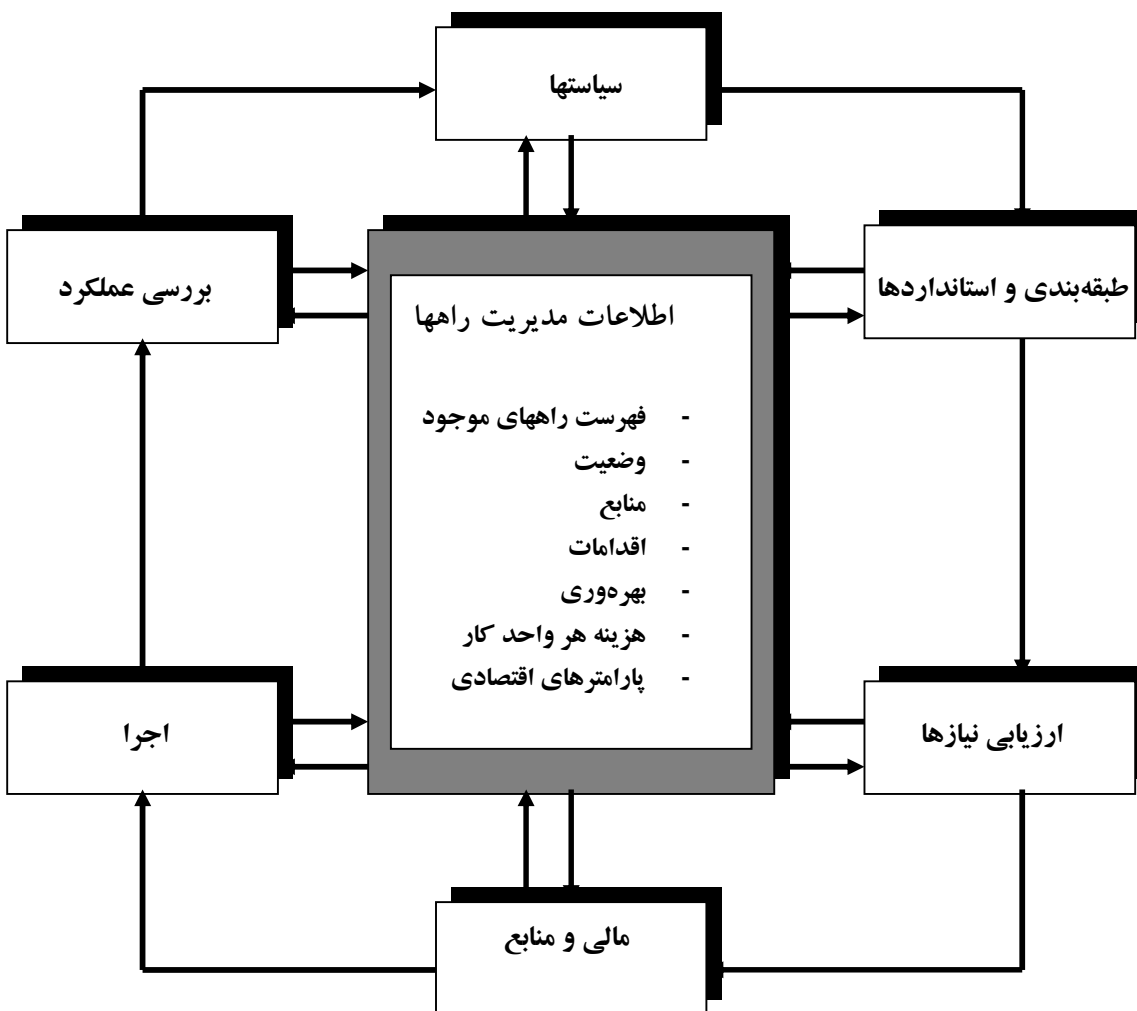 سیاستها
بررسی عملکرد
طبقه‌بندی و استانداردها
اطلاعات مدیریت راهها
- فهرست راههای موجود
- وضعیت
- منابع
- اقدامات
- بهره‌وری
- هزینه هر واحد کار
- پارامترهای اقتصادی
اجرا
ارزیابی نیازها
مالی و منابع